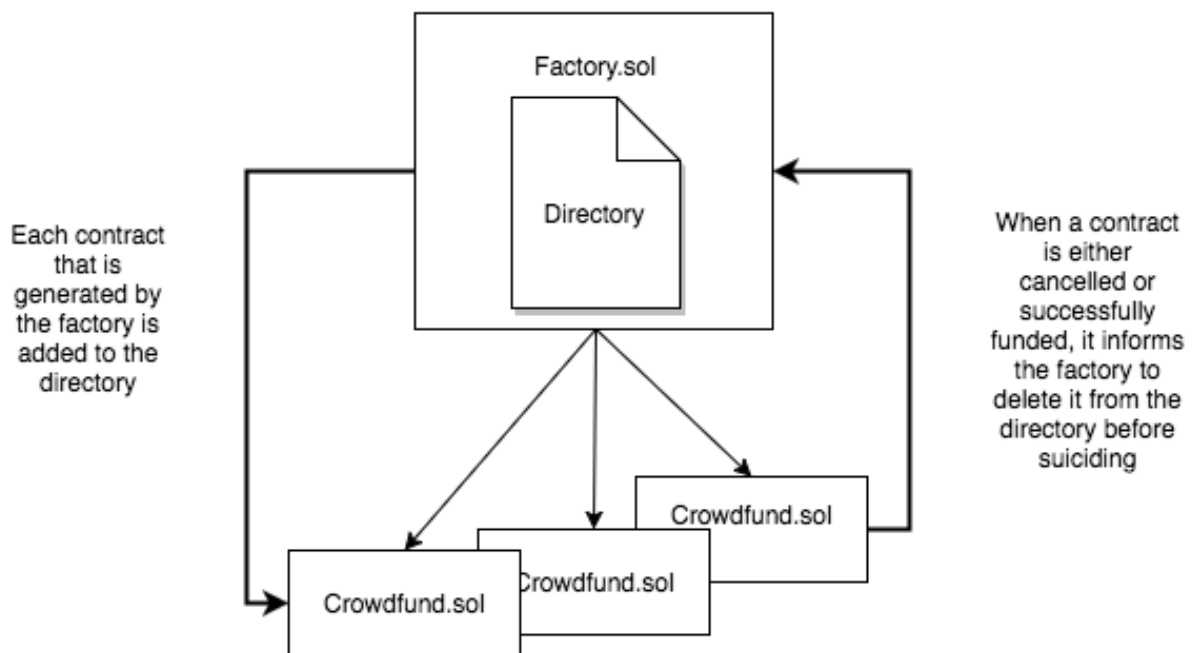 Factory.sol
Directory
Each contract
that is
generated by
the factory is
added to the
directory
When a contract
is either
cancelled or
successfully
funded, it informs
the factory to
delete it from the
directory before
suiciding
Crowdfund.sol
Crowdfund.sol
Crowdfund.sol